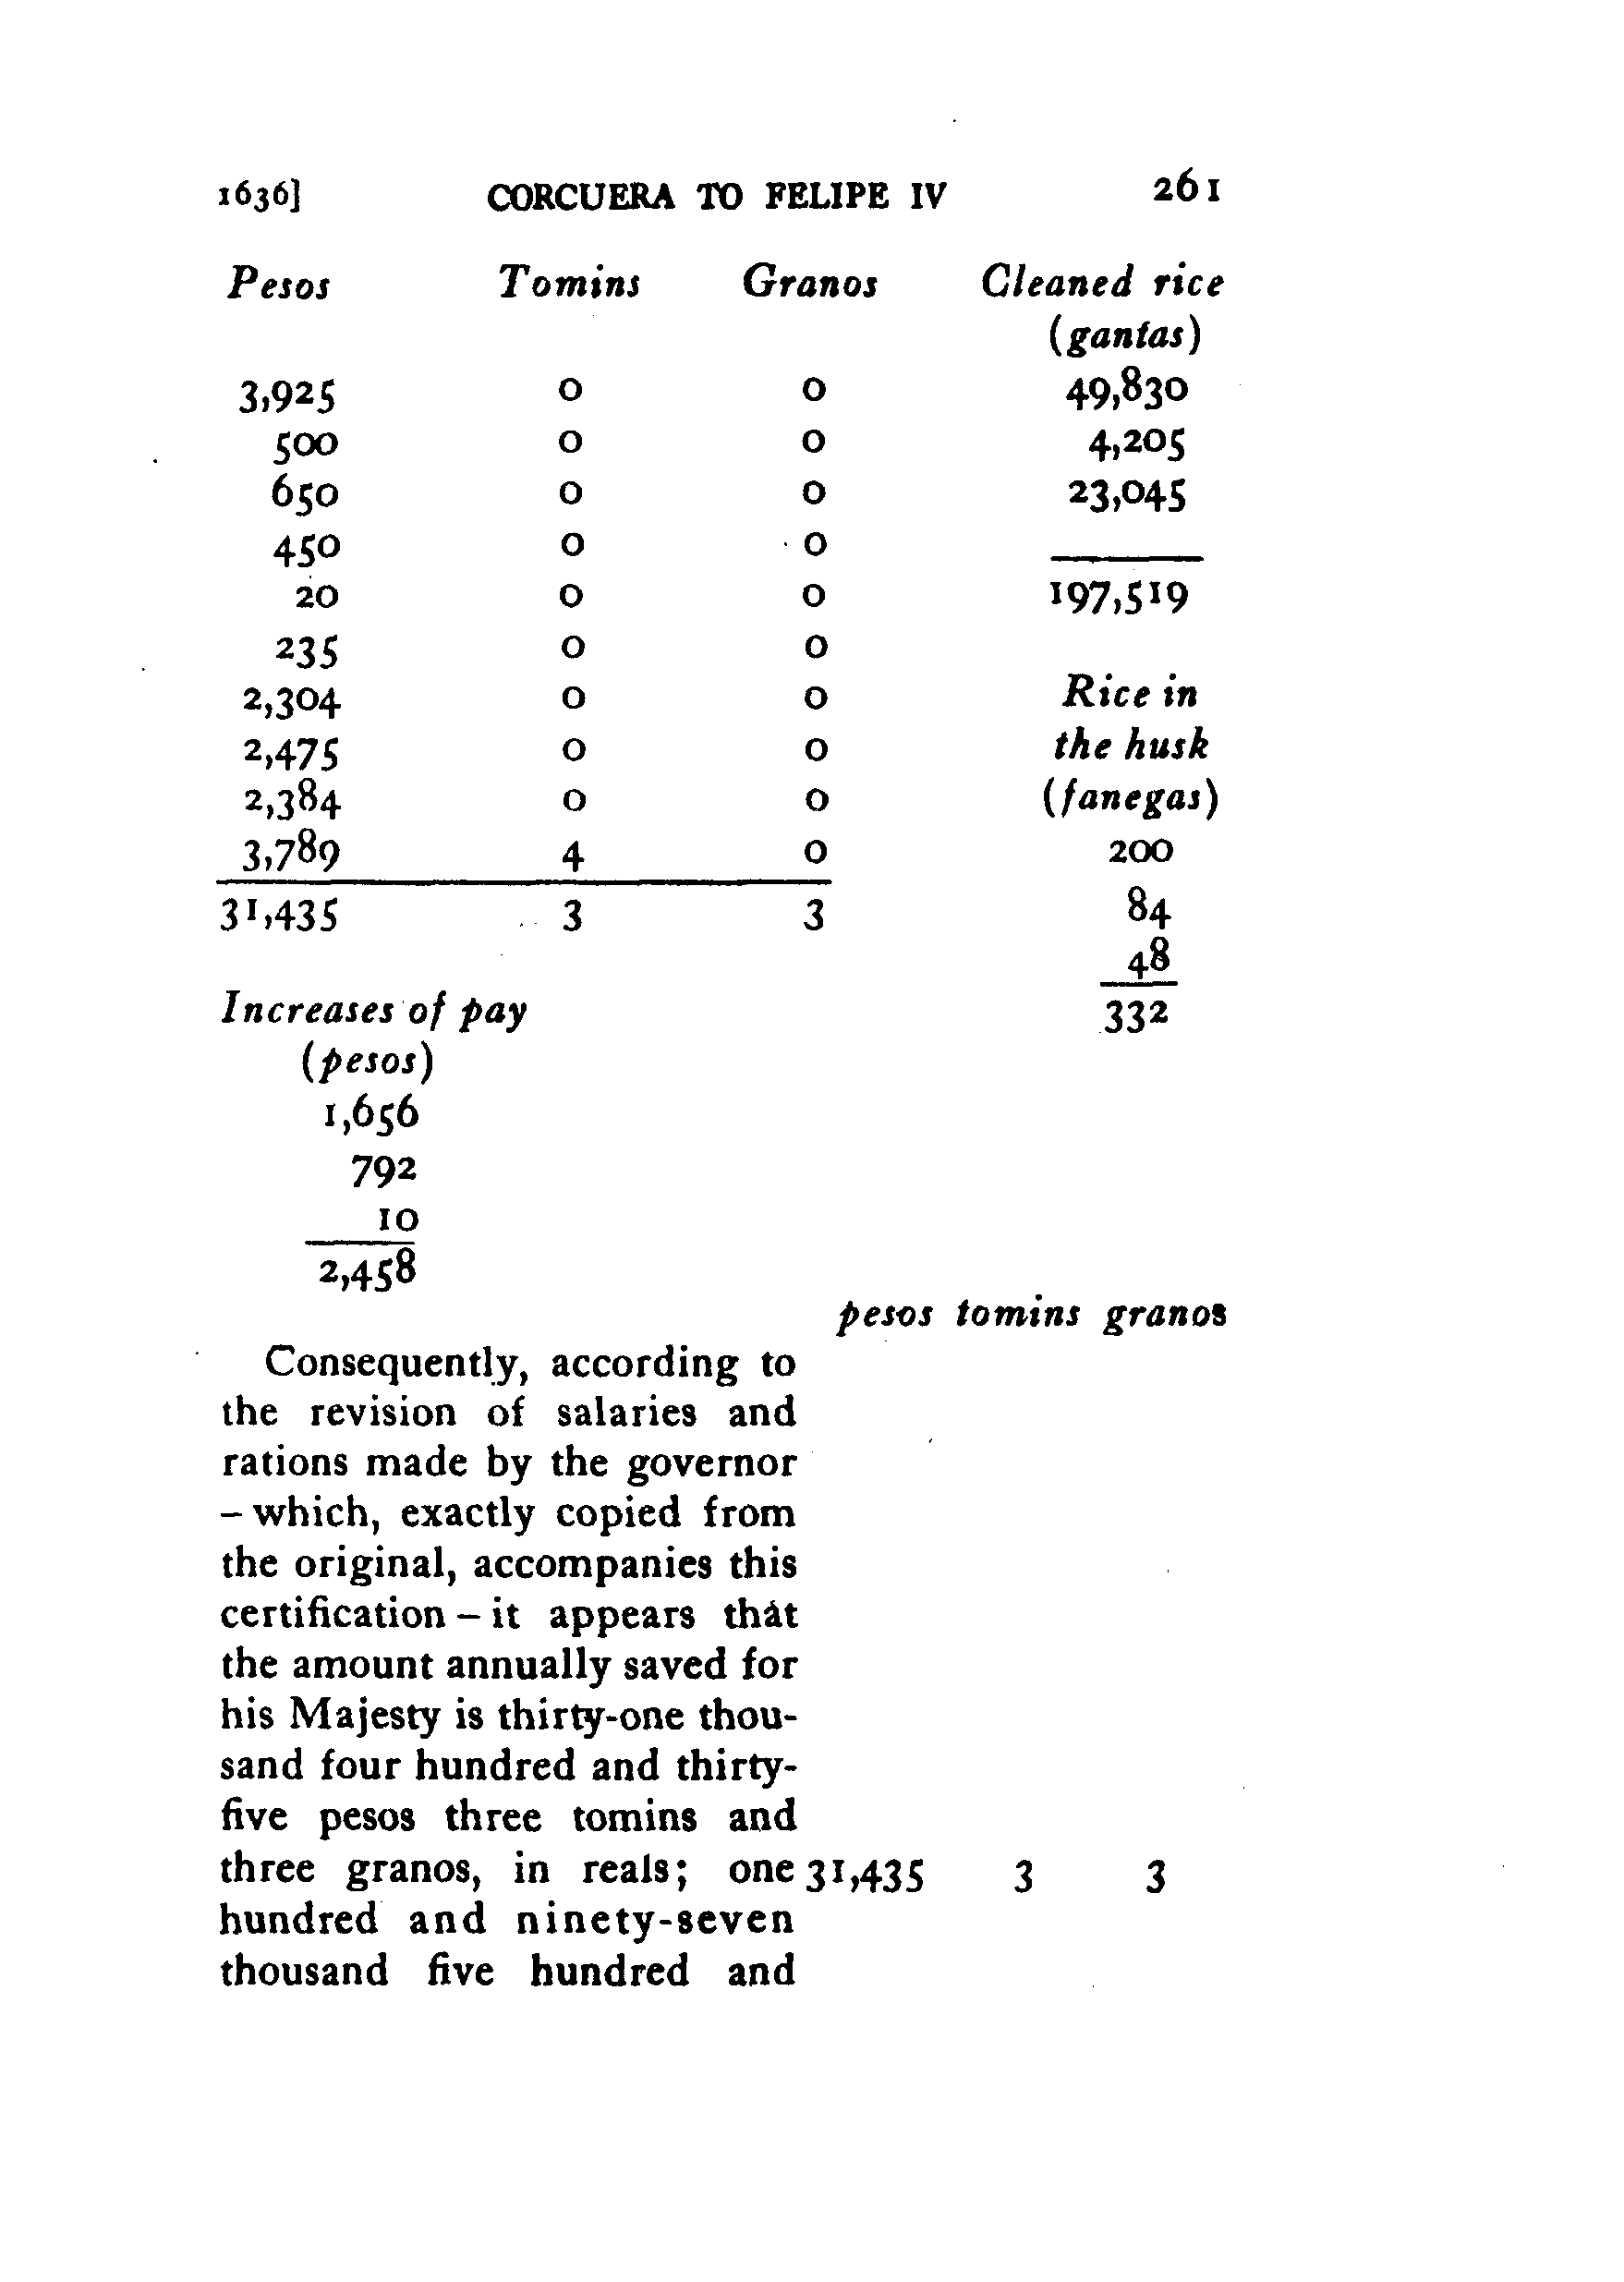 1636] CORCUERA TO FELIPE IV 261
Pesos Tomins Granos Cleaned rice
(gantas)
3,925 0 0 49,830
500 0 0 4,205
650 0 0 23,045
450 0 0
20 0 0 197,519
235 0 0
2,304 0 0 Rice in
2,475 0 0 the husk
2,384 0 0 (fanegas)
3,789 4 0 200
31,435 3 3 84
48
Increases of pay 332
(pesos)
1,656
792
10
2,458
pesos tomins granos
Consequently, according to
the revision of salaries and
rations made by the governor
– which, exactly copied from
the original, accompanies this
certification – it appears that
the amount annually saved for
his Majesty is thirty-one thou-
sand four hundred and thirty-
five pesos three tomins and
three granos, in reals; one 31,435 3 3
hundred and ninety-seven
thousand five hundred and